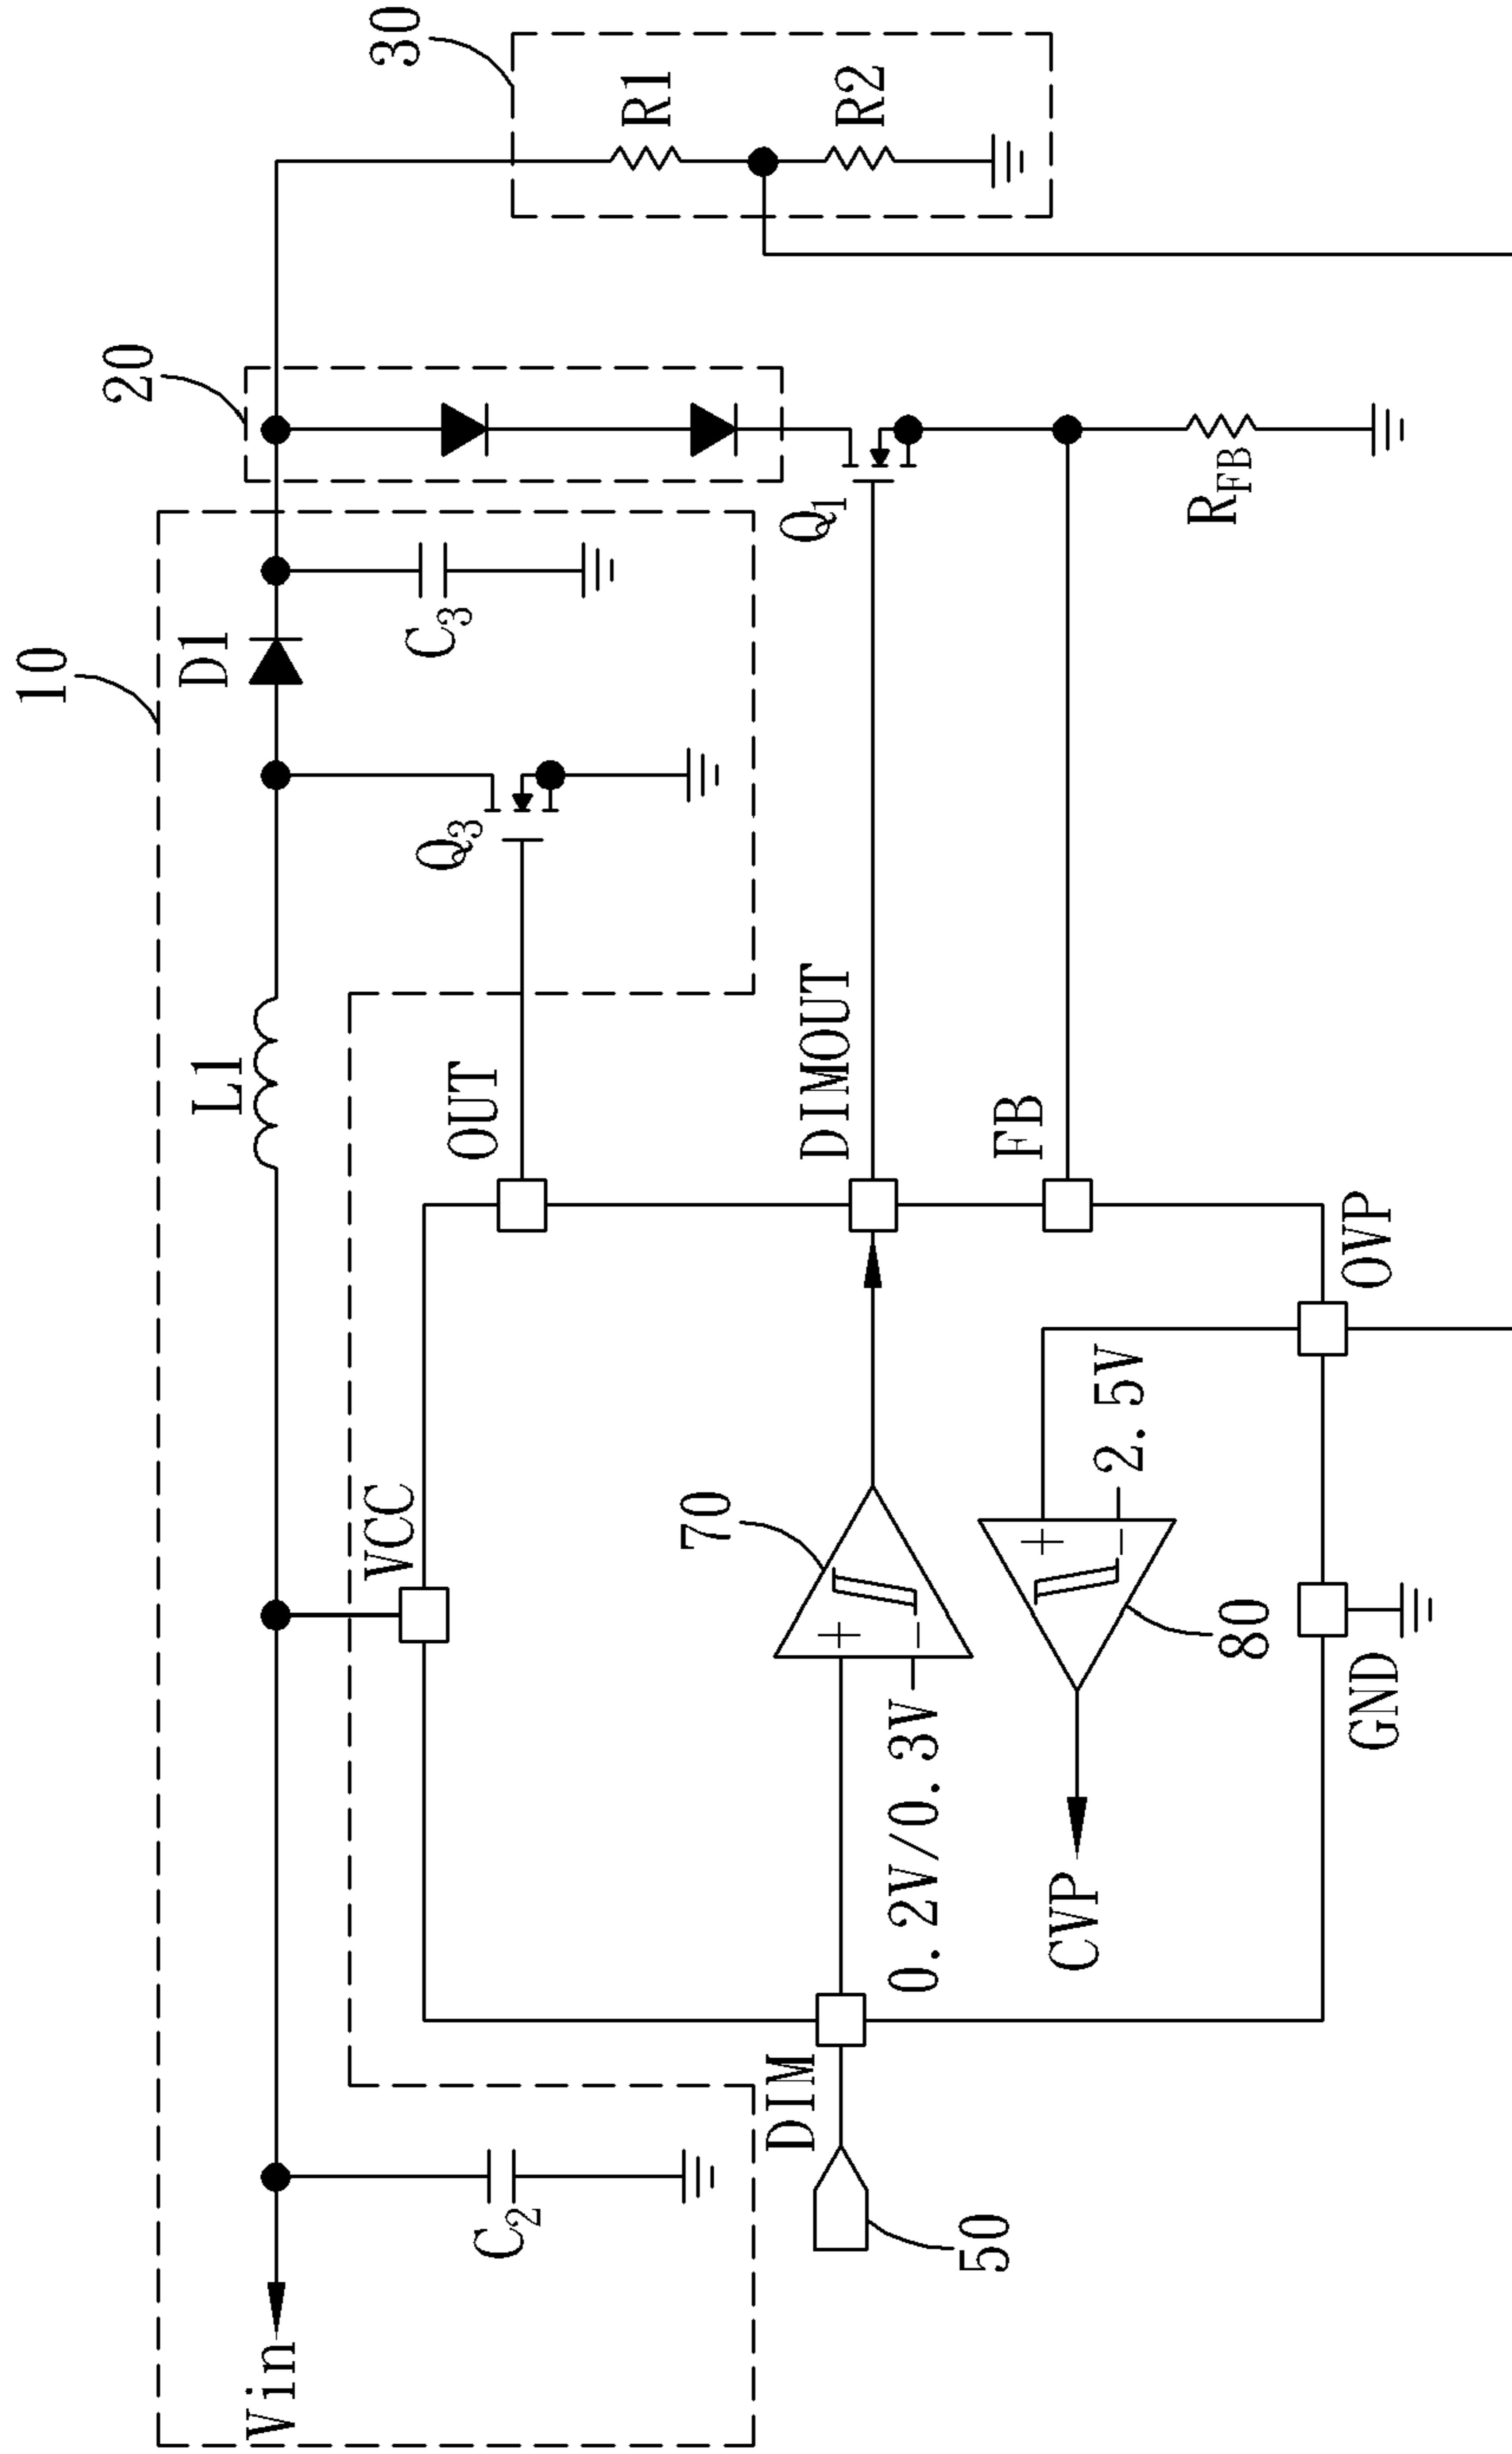 10
20
30
Vin
L1
D1
C2
C3
Q3
R1
R2
VCC
OUT
DIM
50
70
0.2V/0.3V
+
-
DIMOUT
Q1
FB
RFB
CVP
80
+
-
2.5V
GND
OVP